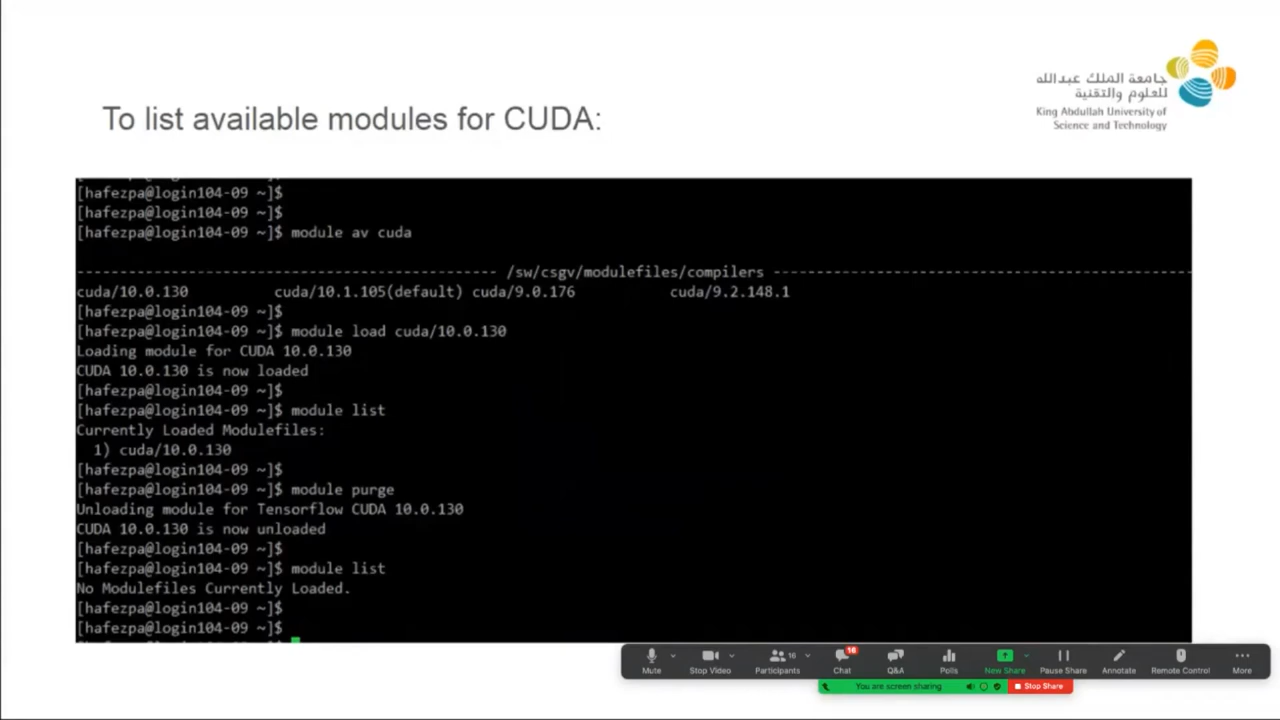 جامعة الملك عبدالله
للعلوم والتقنية
King Abdullah University of
Science and Technology
To list available modules for CUDA:
[hafezpa@login104-09 ~]$
[hafezpa@login104-09 ~]$
[hafezpa@login104-09 ~]$ module av cuda
--------------------------------------------- /sw/csgv/modulefiles/compilers ---------------------------------------------
cuda/10.0.130 cuda/10.1.105(default) cuda/9.0.176 cuda/9.2.148.1
[hafezpa@login104-09 ~]$
[hafezpa@login104-09 ~]$ module load cuda/10.0.130
Loading module for CUDA 10.0.130
CUDA 10.0.130 is now loaded
[hafezpa@login104-09 ~]$
[hafezpa@login104-09 ~]$ module list
Currently Loaded Modulefiles:
1) cuda/10.0.130
[hafezpa@login104-09 ~]$
[hafezpa@login104-09 ~]$ module purge
Unloading module for Tensorflow CUDA 10.0.130
CUDA 10.0.130 is now unloaded
[hafezpa@login104-09 ~]$
[hafezpa@login104-09 ~]$ module list
No Modulefiles Currently Loaded.
[hafezpa@login104-09 ~]$
[hafezpa@login104-09 ~]$
16 16
Mute Stop Video Participants Chat Q&A Polls New Share Pause Share Annotate Remote Control More
You are screen sharing Stop Share